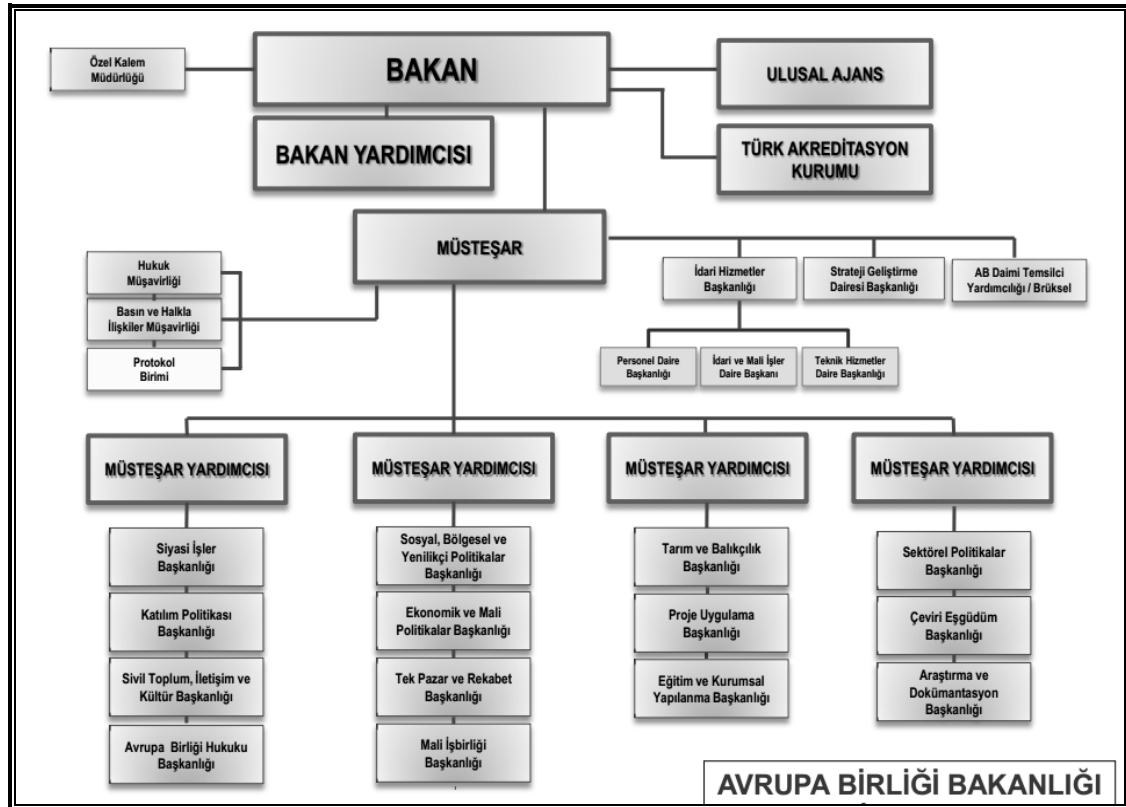 Özel Kalem
Müdürlüğü
BAKAN
ULUSAL AJANS
BAKAN YARDIMCISI
TÜRK AKREDİTASYON
KURUMU
MÜSTEŞAR
Hukuk
Müşavirliği
Basın ve Halkla
İlişkiler Müşavirliği
Protokol
Birimi
İdari Hizmetler
Başkanlığı
Strateji Geliştirme
Dairesi Başkanlığı
AB Daimi Temsilci
Yardımcılığı / Brüksel
Personel Daire
Başkanlığı
İdari ve Mali İşler
Daire Başkanı
Teknik Hizmetler
Daire Başkanlığı
MÜSTEŞAR YARDIMCISI
Siyasi İşler
Başkanlığı
Katılım Politikası
Başkanlığı
Sivil Toplum, İletişim ve
Kültür Başkanlığı
Avrupa Birliği Hukuku
Başkanlığı
MÜSTEŞAR YARDIMCISI
Sosyal, Bölgesel ve
Yenilikçi Politikalar
Başkanlığı
Ekonomik ve Mali
Politikalar Başkanlığı
Tek Pazar ve Rekabet
Başkanlığı
Mali İşbirliği
Başkanlığı
MÜSTEŞAR YARDIMCISI
Tarım ve Balıkçılık
Başkanlığı
Proje Uygulama
Başkanlığı
Eğitim ve Kurumsal
Yapılanma Başkanlığı
MÜSTEŞAR YARDIMCISI
Sektörel Politikalar
Başkanlığı
Çeviri Eşgüdüm
Başkanlığı
Araştırma ve
Dokümantasyon
Başkanlığı
AVRUPA BİRLİĞİ BAKANLIĞI